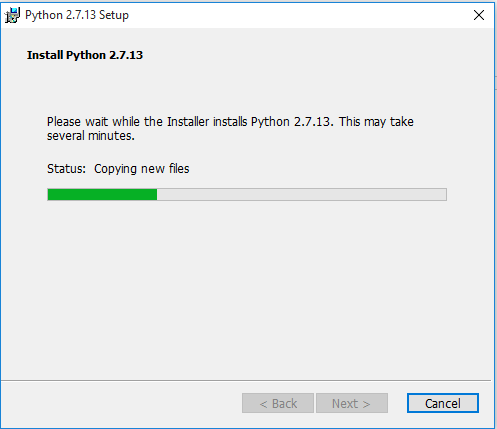 Python 2.7.13 Setup
Install Python 2.7.13
Please wait while the Installer installs Python 2.7.13. This may take
several minutes.
Status: Copying new files
< Back Next > Cancel